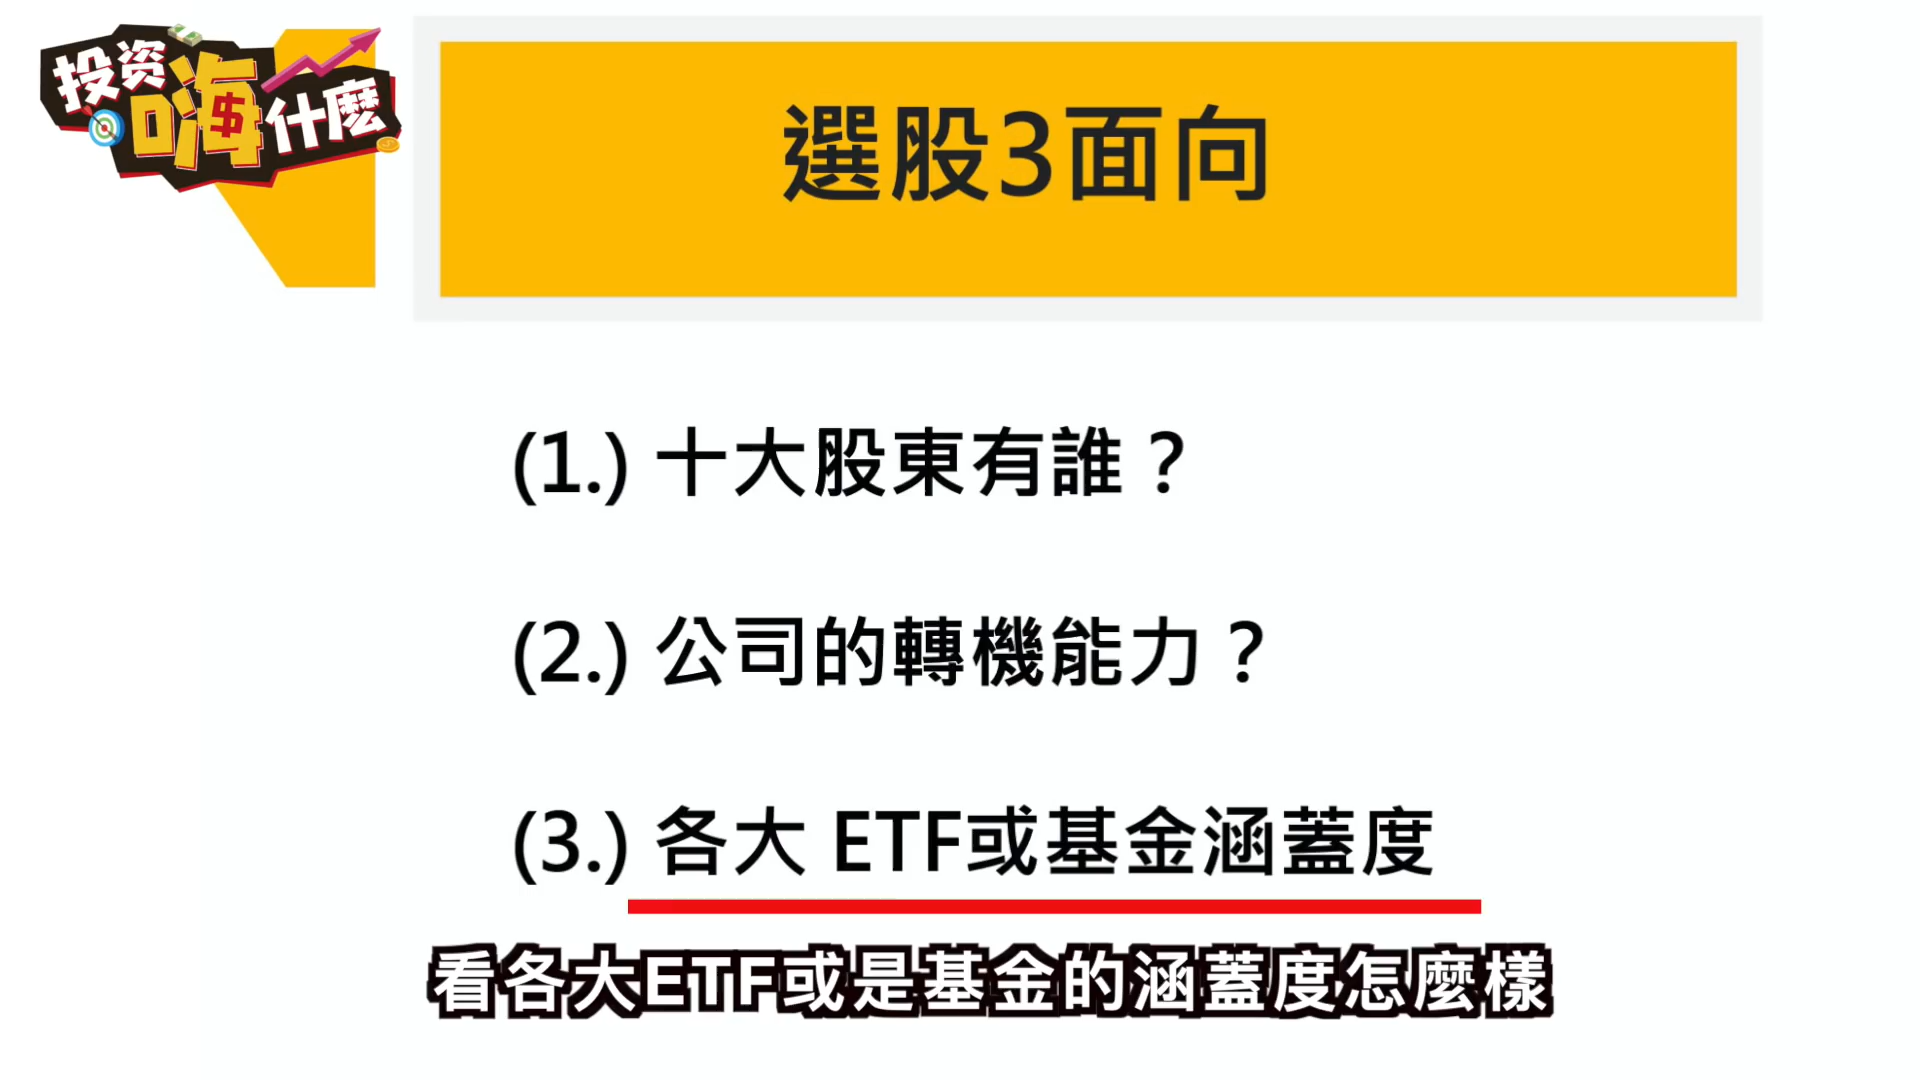 投资嗨什麼
$
選股3面向
(1.) 十大股東有誰？
(2.) 公司的轉機能力？
(3.) 各大 ETF或基金涵蓋度
看各大ETF或是基金的涵蓋度怎麼樣